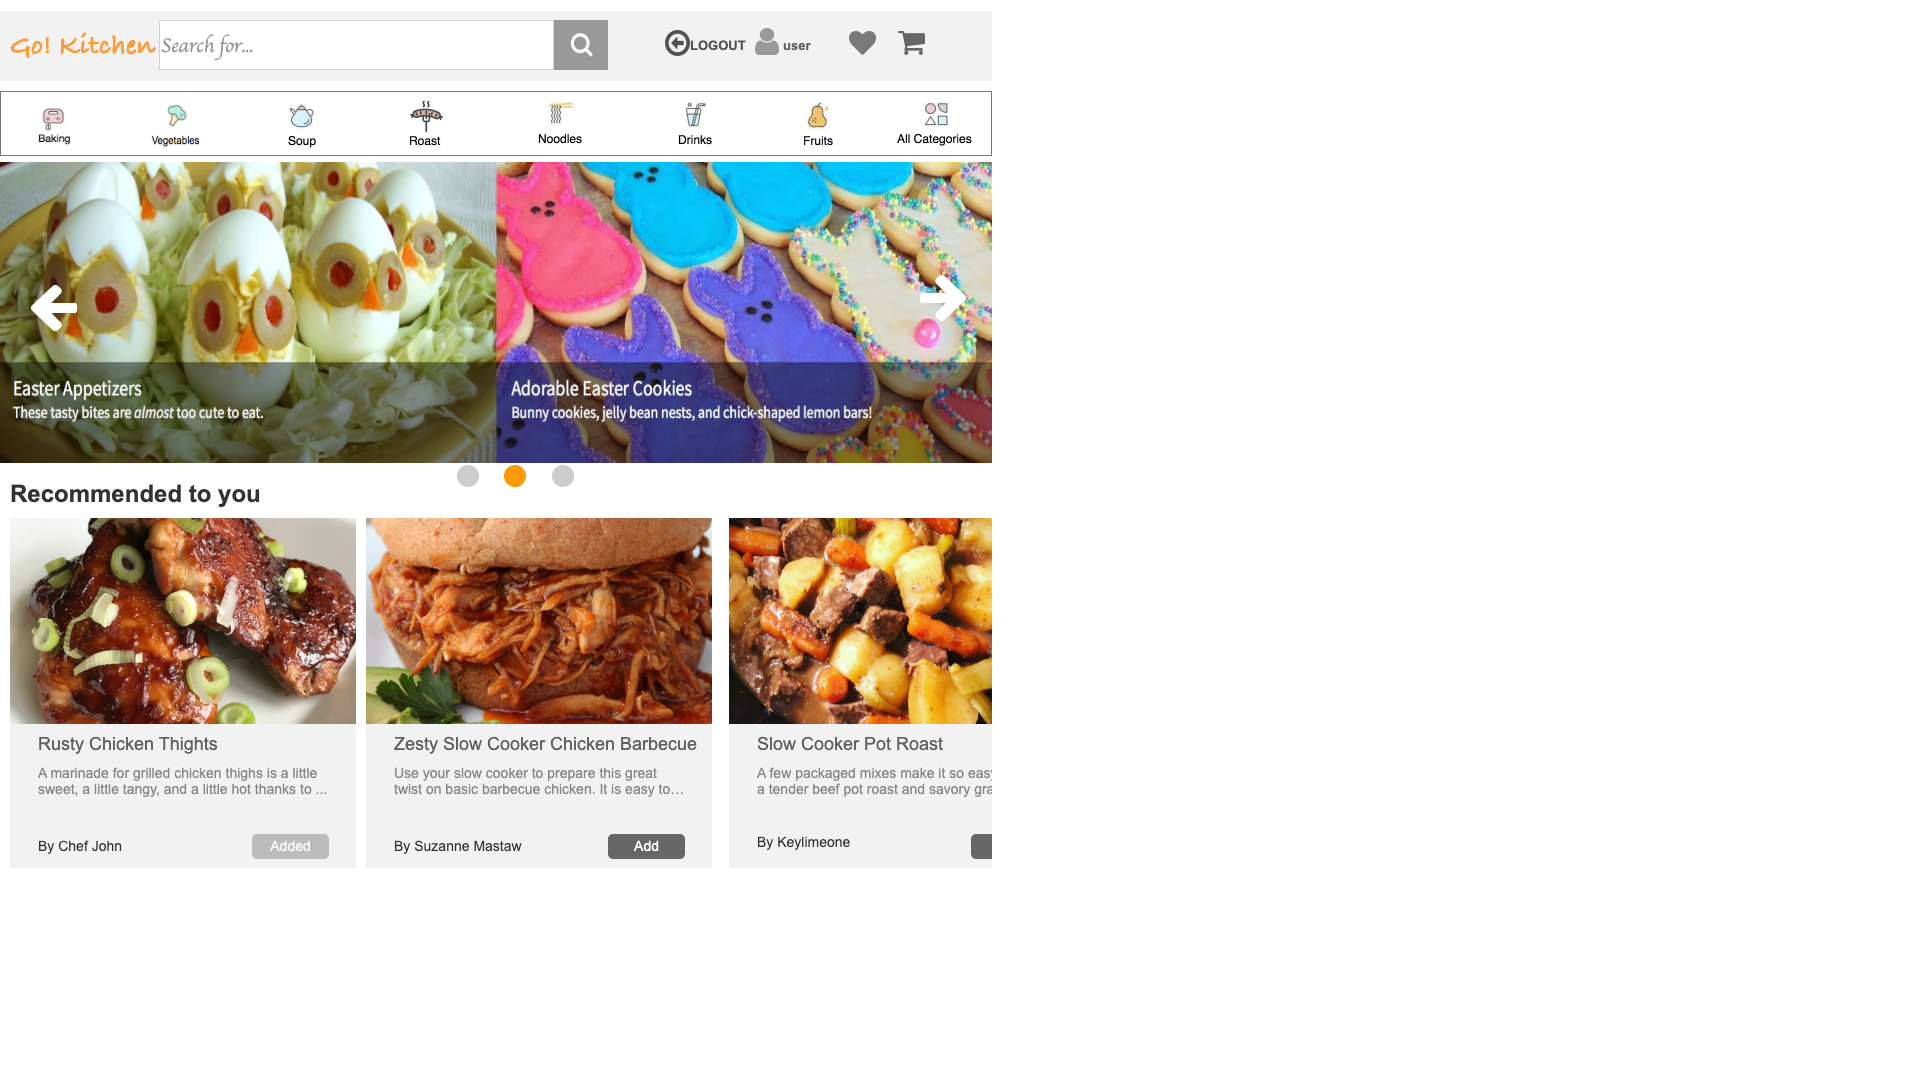 Go! Kitchen
Search for...
LOGOUT
user
Baking
Vegetables
Soup
Roast
Noodles
Drinks
Fruits
All Categories
Easter Appetizers
These tasty bites are almost too cute to eat.
Adorable Easter Cookies
Bunny cookies, jelly bean nests, and chick-shaped lemon bars!
Recommended to you
Rusty Chicken Thights
A marinade for grilled chicken thighs is a little
sweet, a little tangy, and a little hot thanks to ...
By Chef John
Added
Zesty Slow Cooker Chicken Barbecue
Use your slow cooker to prepare this great
twist on basic barbecue chicken. It is easy to…
By Suzanne Mastaw
Add
Slow Cooker Pot Roast
A few packaged mixes make it so easy
a tender beef pot roast and savory gra
By Keylimeone